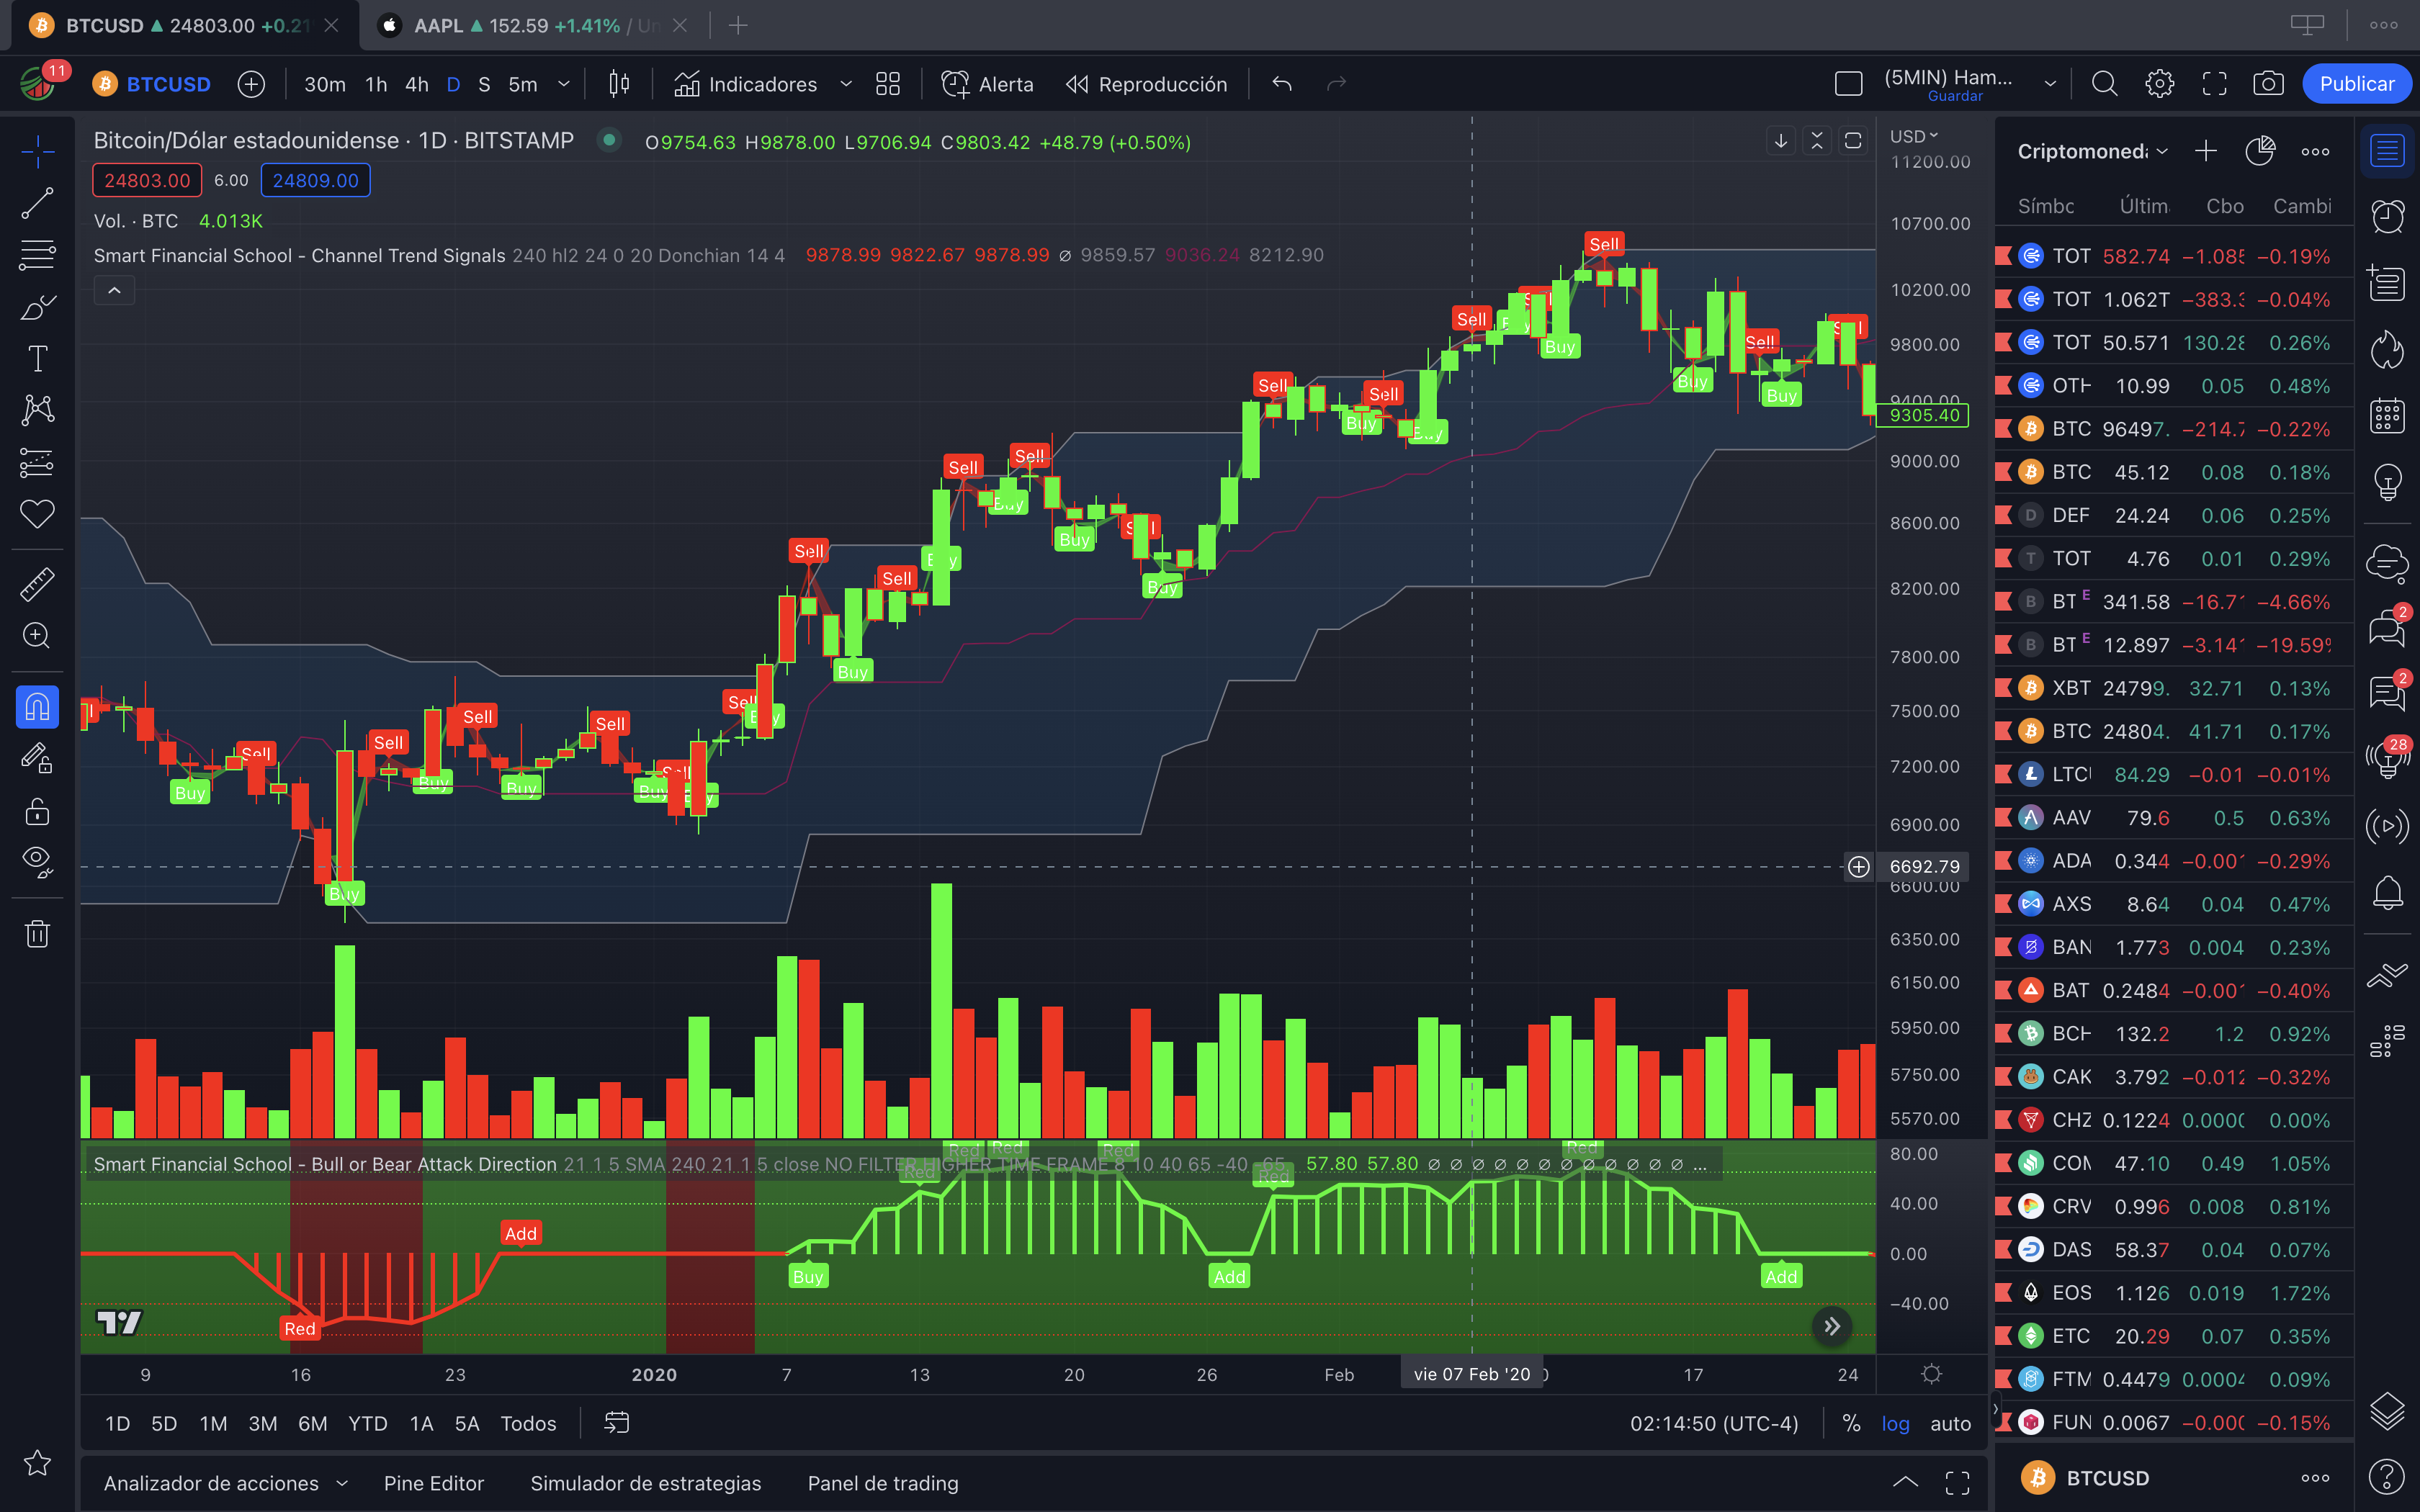 BTCUSD ▲ 24803.00 +0.21
AAPL ▲ 152.59 +1.41% / Un
11
BTCUSD
30m 1h 4h D S 5m
Indicadores
Alerta
Reproducción
(5MIN) Ham...
Guardar
Publicar
Bitcoin/Dólar estadounidense · 1D · BITSTAMP
O9754.63 H9878.00 L9706.94 C9803.42 +48.79 (+0.50%)
24803.00 6.00 24809.00
Vol. · BTC 4.013K
Smart Financial School - Channel Trend Signals 240 hl2 24 0 20 Donchian 14 4 9878.99 9822.67 9878.99 ∅ 9859.57 9036.24 8212.90
USD
11200.00
10700.00
10200.00
9800.00
9400.00
9305.40
9000.00
8600.00
8200.00
7800.00
7500.00
7200.00
6900.00
6692.79
6600.00
6350.00
6150.00
5950.00
5750.00
5570.00
Sell
Sell
Buy
Sell
Buy
Sell
Buy
Sell
Sell
Buy
Buy
Sell
Sell
Buy
Buy
Sell
Buy
Sell
Buy
Sell
Buy
Sell
Sell
Buy
Sell
Buy
Buy
Buy
Buy
Smart Financial School - Bull or Bear Attack Direction 21 1 5 SMA 240 21 1 5 close NO FILTER HIGHER TIME FRAME 8 10 40 65 -40 -65 57.80 57.80 ∅ ∅ ∅ ∅ ∅ ∅ ∅ ∅ ∅ ∅ ∅ ∅ ...
Red Red Red Red
Red Red
Add
Buy
Add
Add
Red
80.00
40.00
0.00
−40.00
9 16 23 2020 7 13 20 26 Feb vie 07 Feb '20 17 24
1D 5D 1M 3M 6M YTD 1A 5A Todos
02:14:50 (UTC-4) % log auto
Analizador de acciones Pine Editor Simulador de estrategias Panel de trading
Criptomoneda
Símbc Últim Cbo Cambi
TOT 582.74 −1.08 −0.19%
TOT 1.062T −383. −0.04%
TOT 50.571 130.28 0.26%
OTH 10.99 0.05 0.48%
BTC 96497. −214.7 −0.22%
BTC 45.12 0.08 0.18%
D DEF 24.24 0.06 0.25%
T TOT 4.76 0.01 0.29%
B BT E 341.58 −16.7 −4.66%
B BT E 12.897 −3.14 −19.59%
XBT 24799. 32.71 0.13%
BTC 24804. 41.71 0.17%
LTCU 84.29 −0.01 −0.01%
AAV 79.6 0.5 0.63%
ADA 0.344 −0.00 −0.29%
AXS 8.64 0.04 0.47%
BAN 1.773 0.004 0.23%
BAT 0.2484 −0.00 −0.40%
BCH 132.2 1.2 0.92%
CAK 3.792 −0.012 −0.32%
CHZ 0.1224 0.000 0.00%
COM 47.10 0.49 1.05%
CRV 0.996 0.008 0.81%
DAS 58.37 0.04 0.07%
EOS 1.126 0.019 1.72%
ETC 20.29 0.07 0.35%
FTM 0.4479 0.0004 0.09%
FUN 0.0067 −0.00 −0.15%
BTCUSD
2
2
28